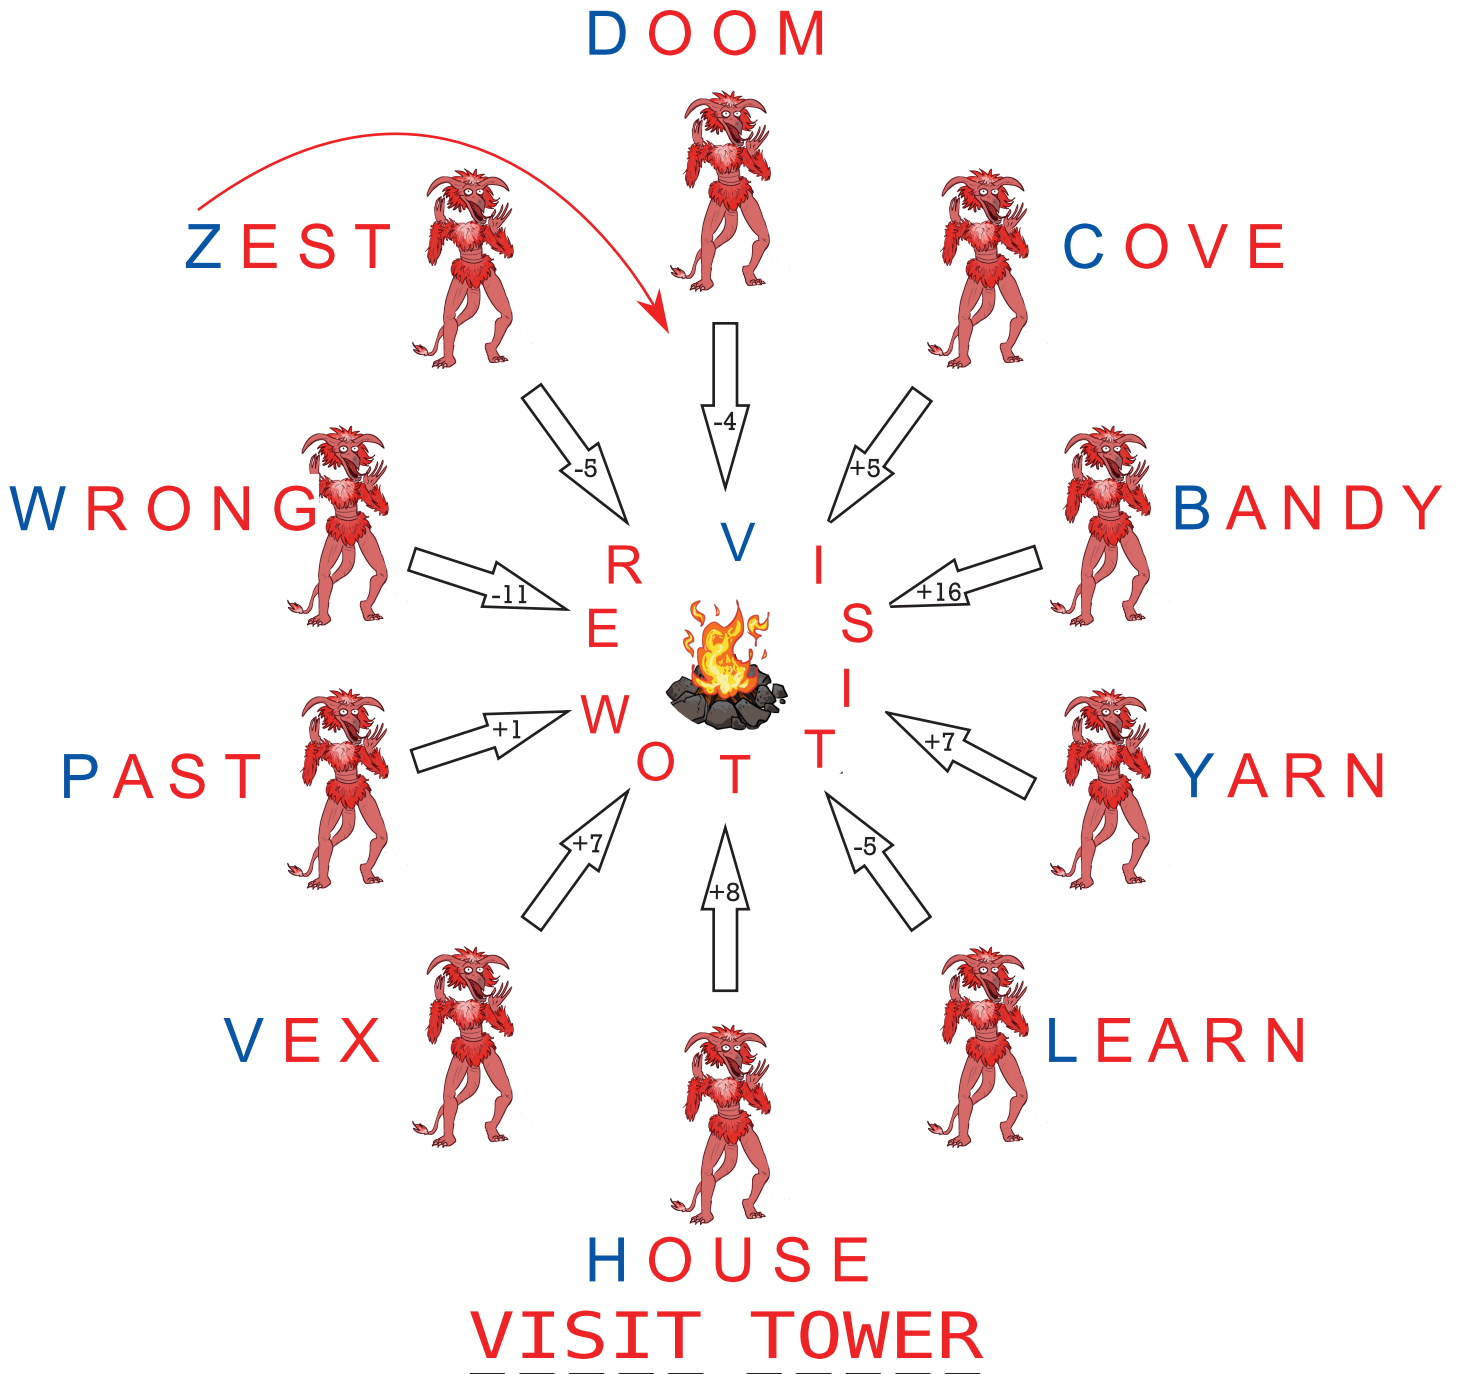 DOOM
ZEST
COVE
-4
-5
+5
WRONG
BANDY
R V I
-11
+16
E S
W I
+1
+7
O T T
PAST
YARN
+7
-5
+8
VEX
LEARN
HOUSE
VISIT TOWER